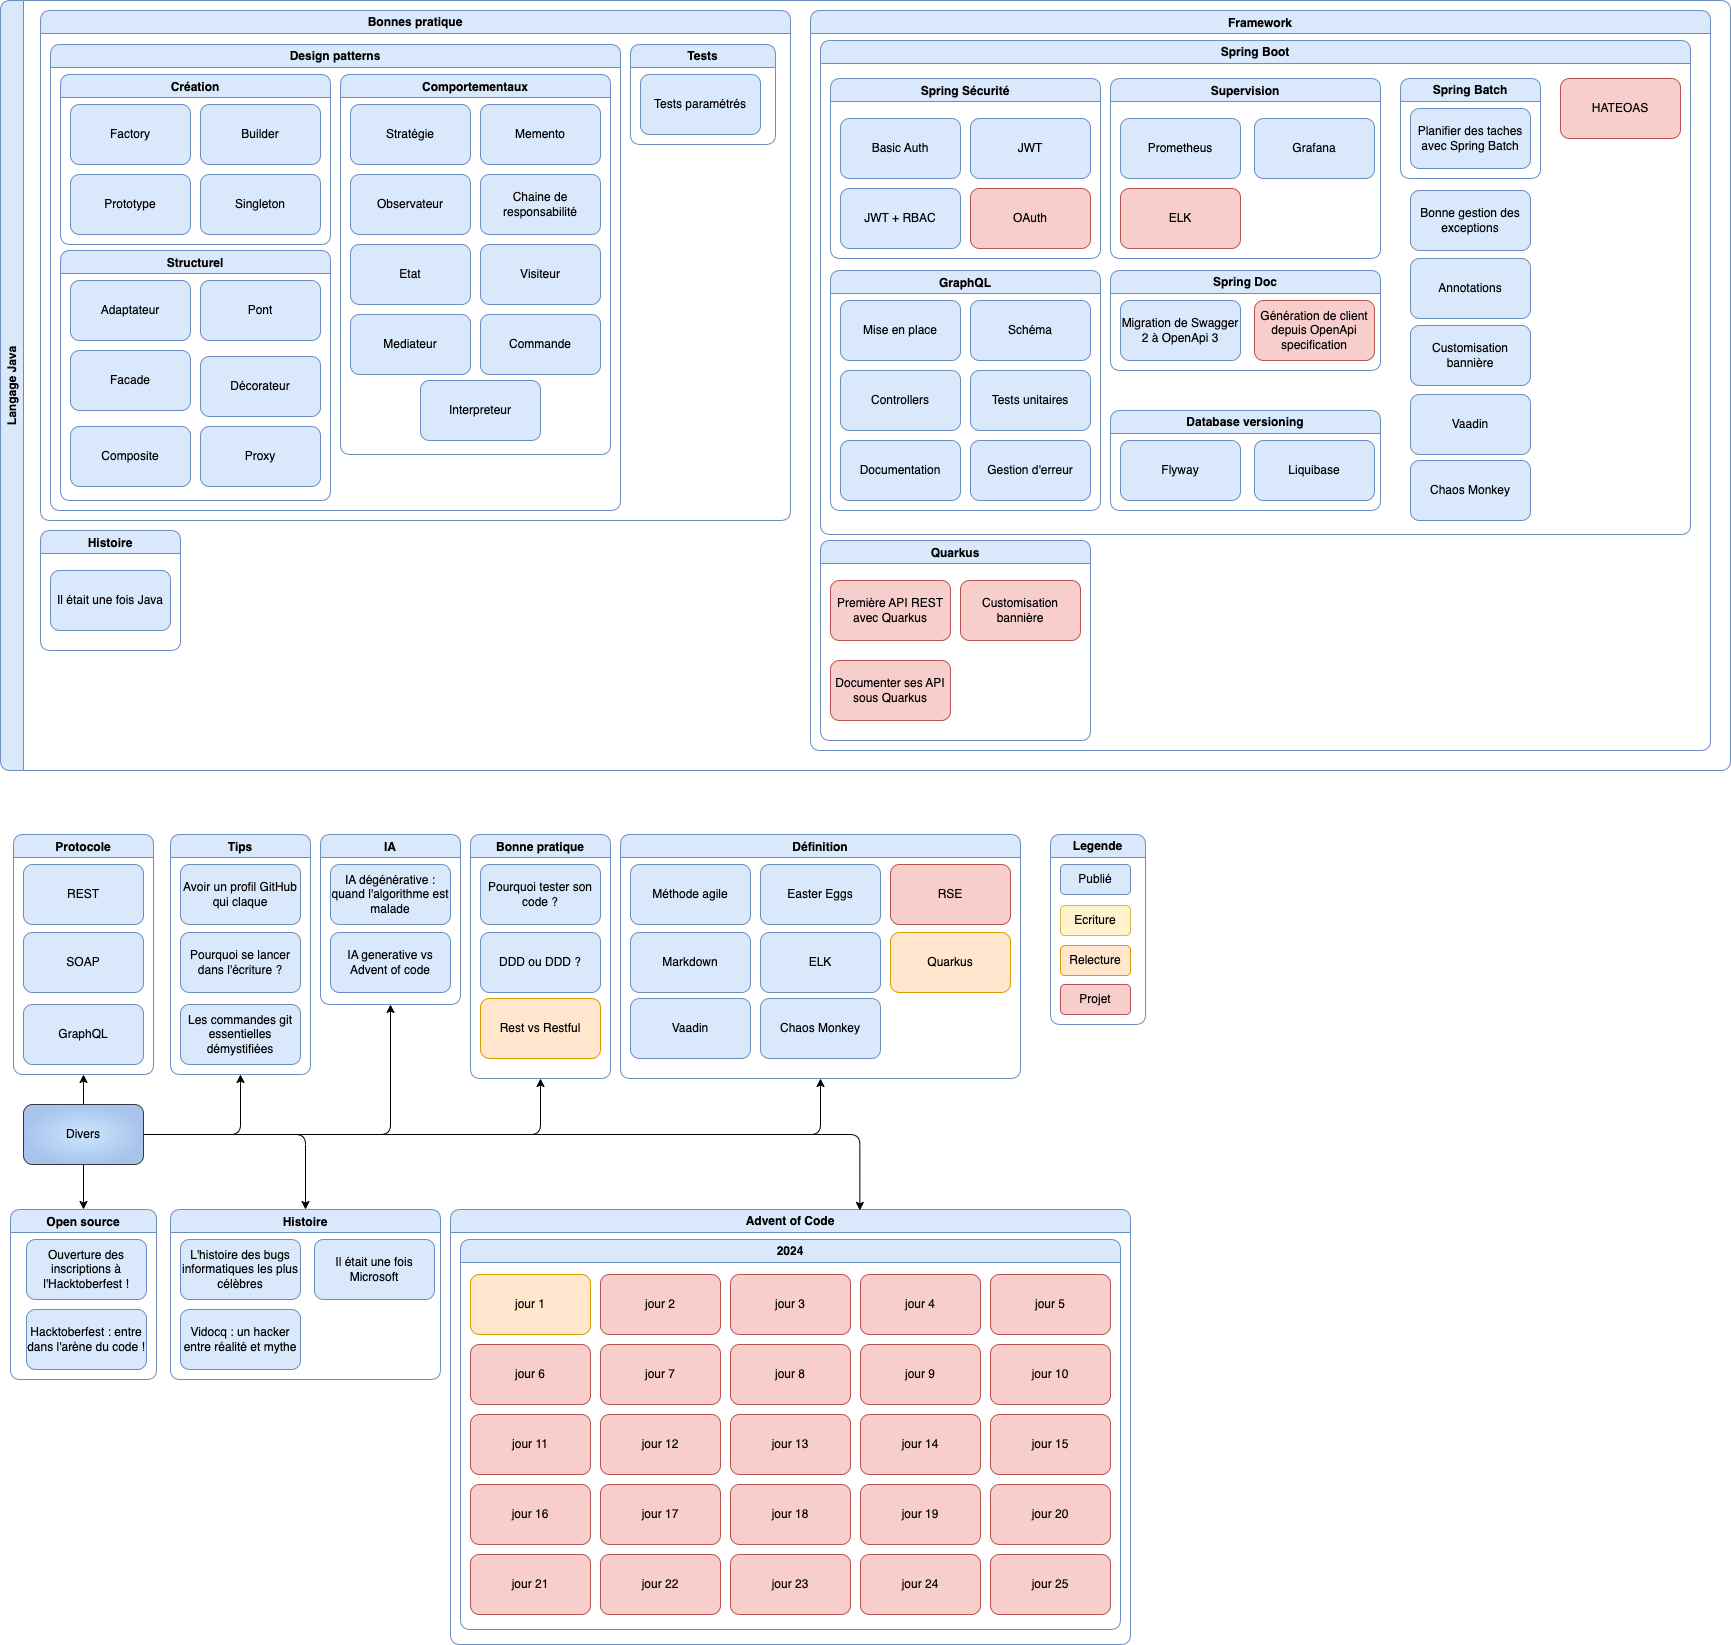 Langage Java
Bonnes pratique
Design patterns
Création
Factory
Builder
Prototype
Singleton
Structurel
Adaptateur
Pont
Facade
Décorateur
Composite
Proxy
Comportementaux
Stratégie
Memento
Observateur
Chaine de
responsabilité
Etat
Visiteur
Mediateur
Commande
Interpreteur
Tests
Tests paramétrés
Histoire
Il était une fois Java
Framework
Spring Boot
Spring Sécurité
Basic Auth
JWT
JWT + RBAC
OAuth
Supervision
Prometheus
Grafana
ELK
Spring Batch
Planifier des taches
avec Spring Batch
HATEOAS
Bonne gestion des
exceptions
Annotations
Customisation
bannière
Vaadin
Chaos Monkey
GraphQL
Mise en place
Schéma
Controllers
Tests unitaires
Documentation
Gestion d'erreur
Spring Doc
Migration de Swagger
2 à OpenApi 3
Génération de client
depuis OpenApi
specification
Database versioning
Flyway
Liquibase
Quarkus
Première API REST
avec Quarkus
Customisation
bannière
Documenter ses API
sous Quarkus
Protocole
REST
SOAP
GraphQL
Tips
Avoir un profil GitHub
qui claque
Pourquoi se lancer
dans l'écriture ?
Les commandes git
essentielles
démystifiées
IA
IA dégénérative :
quand l'algorithme est
malade
IA generative vs
Advent of code
Bonne pratique
Pourquoi tester son
code ?
DDD ou DDD ?
Rest vs Restful
Définition
Méthode agile
Easter Eggs
RSE
Markdown
ELK
Quarkus
Vaadin
Chaos Monkey
Legende
Publié
Ecriture
Relecture
Projet
Divers
Open source
Ouverture des
inscriptions à
l'Hacktoberfest !
Hacktoberfest : entre
dans l'arène du code !
Histoire
L'histoire des bugs
informatiques les plus
célèbres
Il était une fois
Microsoft
Vidocq : un hacker
entre réalité et mythe
Advent of Code
2024
jour 1
jour 2
jour 3
jour 4
jour 5
jour 6
jour 7
jour 8
jour 9
jour 10
jour 11
jour 12
jour 13
jour 14
jour 15
jour 16
jour 17
jour 18
jour 19
jour 20
jour 21
jour 22
jour 23
jour 24
jour 25